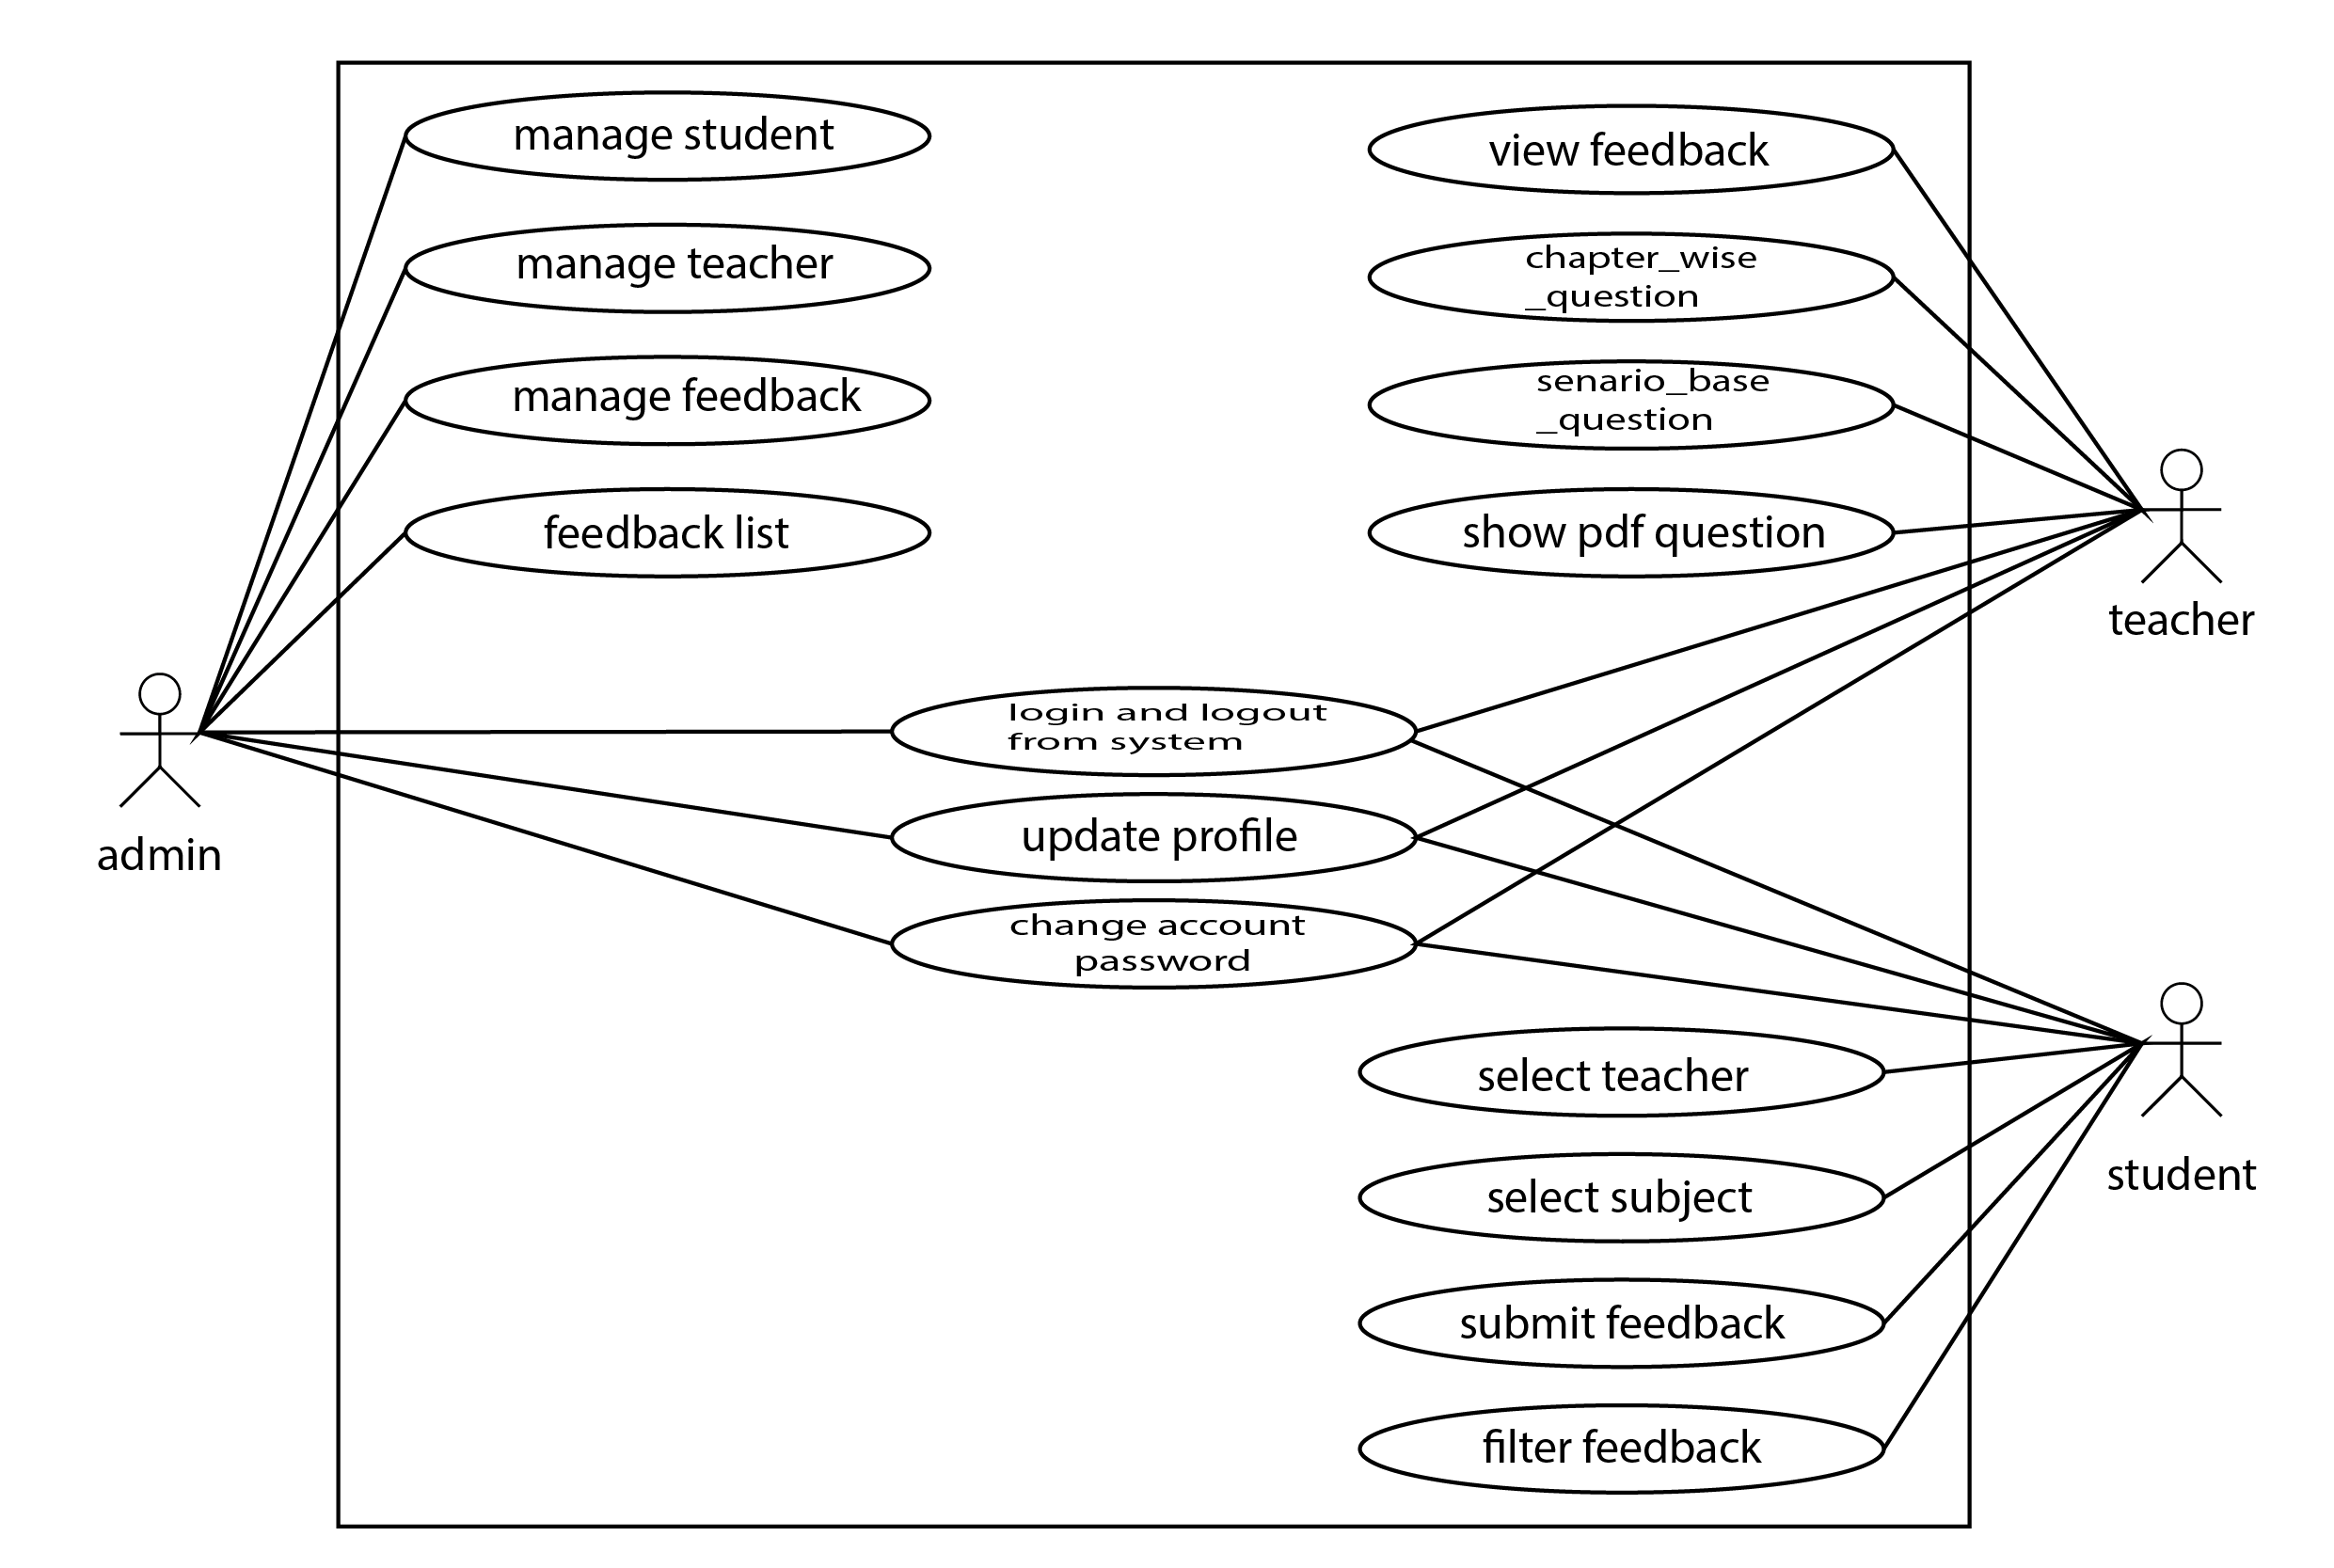 manage student
manage teacher
manage feedback
feedback list
view feedback
chapter_wise
_question
senario_base
_question
show pdf question
teacher
login and logout
from system
update profile
change account
password
admin
select teacher
select subject
submit feedback
filter feedback
student